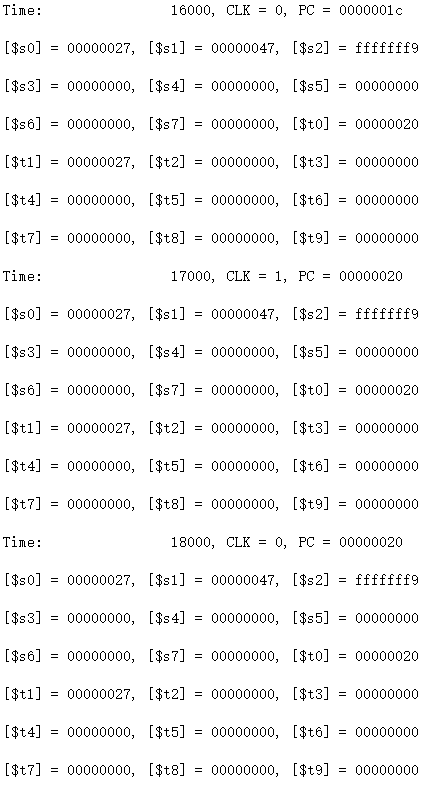 Time:                16000, CLK = 0, PC = 0000001c
[$s0] = 00000027, [$s1] = 00000047, [$s2] = fffffff9
[$s3] = 00000000, [$s4] = 00000000, [$s5] = 00000000
[$s6] = 00000000, [$s7] = 00000000, [$t0] = 00000020
[$t1] = 00000027, [$t2] = 00000000, [$t3] = 00000000
[$t4] = 00000000, [$t5] = 00000000, [$t6] = 00000000
[$t7] = 00000000, [$t8] = 00000000, [$t9] = 00000000
Time:                17000, CLK = 1, PC = 00000020
[$s0] = 00000027, [$s1] = 00000047, [$s2] = fffffff9
[$s3] = 00000000, [$s4] = 00000000, [$s5] = 00000000
[$s6] = 00000000, [$s7] = 00000000, [$t0] = 00000020
[$t1] = 00000027, [$t2] = 00000000, [$t3] = 00000000
[$t4] = 00000000, [$t5] = 00000000, [$t6] = 00000000
[$t7] = 00000000, [$t8] = 00000000, [$t9] = 00000000
Time:                18000, CLK = 0, PC = 00000020
[$s0] = 00000027, [$s1] = 00000047, [$s2] = fffffff9
[$s3] = 00000000, [$s4] = 00000000, [$s5] = 00000000
[$s6] = 00000000, [$s7] = 00000000, [$t0] = 00000020
[$t1] = 00000027, [$t2] = 00000000, [$t3] = 00000000
[$t4] = 00000000, [$t5] = 00000000, [$t6] = 00000000
[$t7] = 00000000, [$t8] = 00000000, [$t9] = 00000000